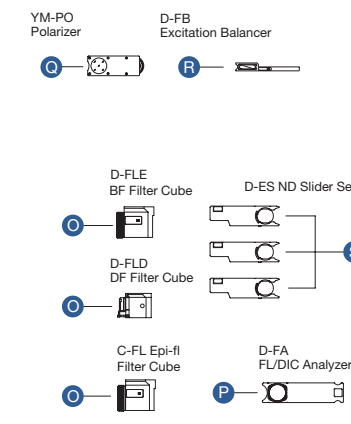 YM-PO
Polarizer
D-FB
Excitation Balancer
Q
R
D-FLE
BF Filter Cube
D-ES ND Slider Se
O
D-FLD
DF Filter Cube
O
C-FL Epi-fl
Filter Cube
D-FA
FL/DIC Analyzer
O
P